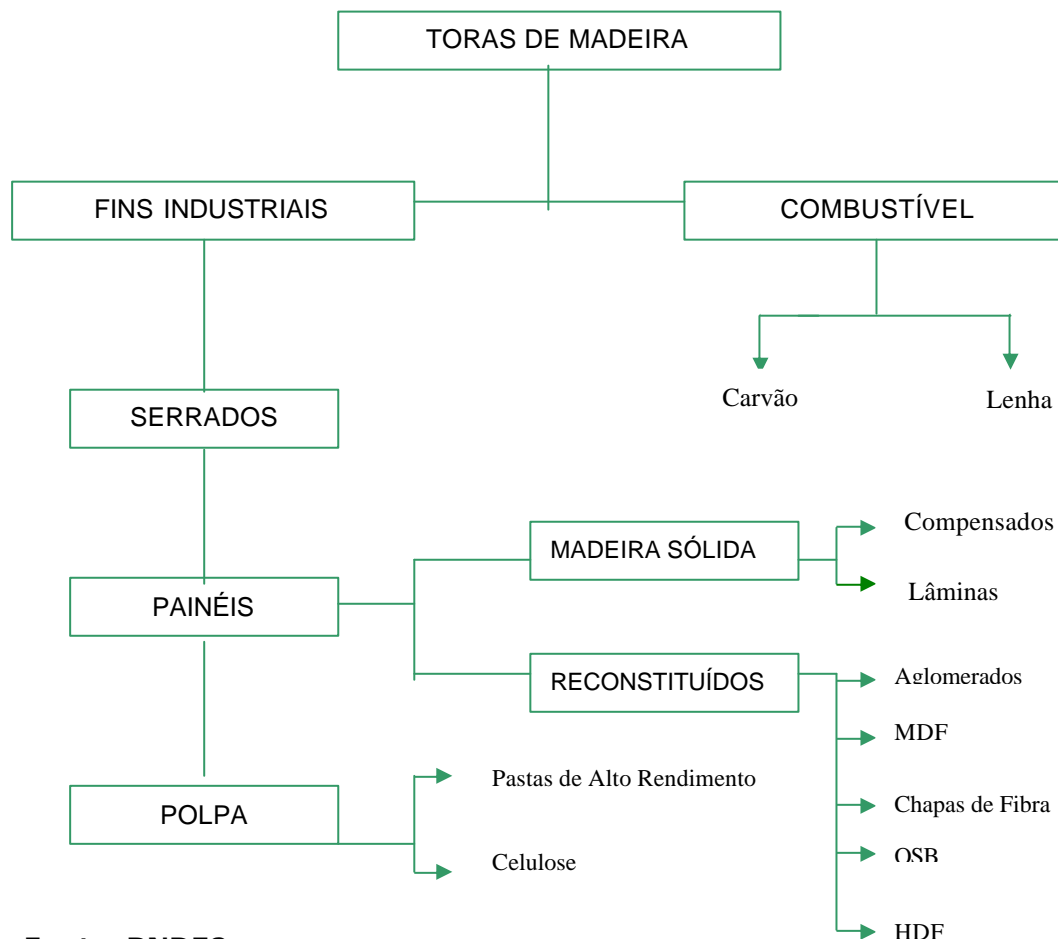 TORAS DE MADEIRA
FINS INDUSTRIAIS
COMBUSTÍVEL
Carvão
Lenha
SERRADOS
MADEIRA SÓLIDA
Compensados
Lâminas
PAINÉIS
RECONSTITUÍDOS
Aglomerados
MDF
Chapas de Fibra
OSB
HDF
POLPA
Pastas de Alto Rendimento
Celulose